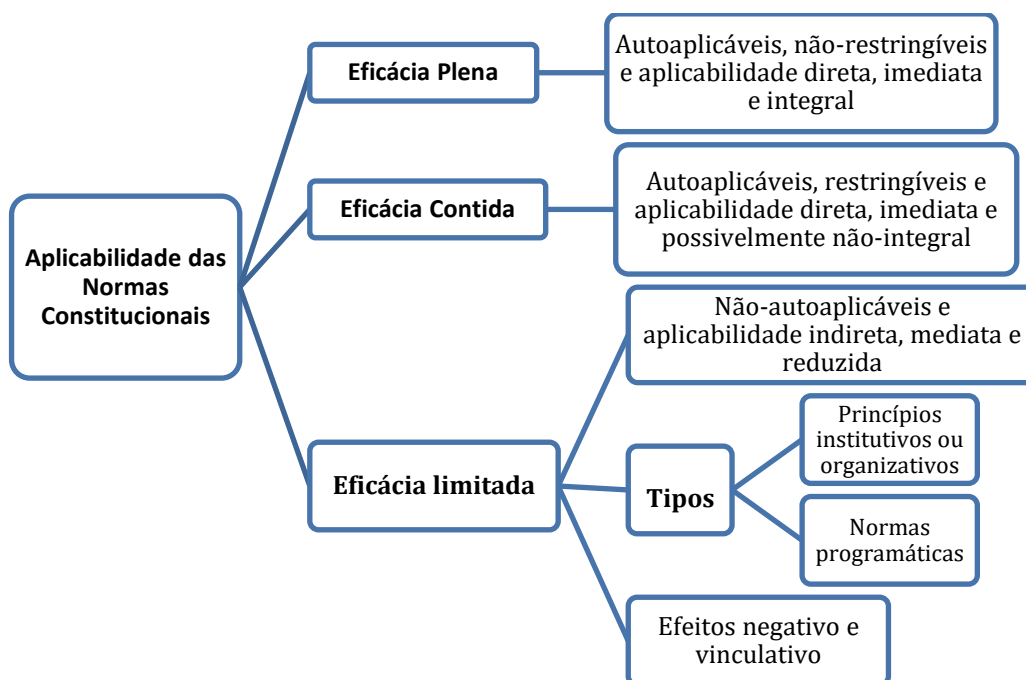 Aplicabilidade das
Normas
Constitucionais
Eficácia Plena
Autoaplicáveis, não-restringíveis
e aplicabilidade direta, imediata
e integral
Eficácia Contida
Autoaplicáveis, restringíveis e
aplicabilidade direta, imediata e
possivelmente não-integral
Eficácia limitada
Não-autoaplicáveis e
aplicabilidade indireta, mediata e
reduzida
Tipos
Princípios
institutivos ou
organizativos
Normas
programáticas
Efeitos negativo e
vinculativo